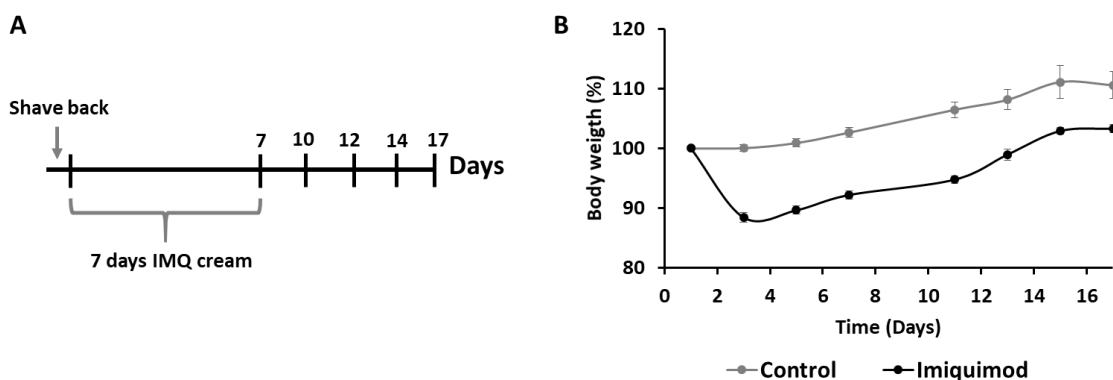 A
Shave back
7 10 12 14 17 Days
7 days IMQ cream
B
120
110
100
90
80
Body weigth (%)
0 2 4 6 8 10 12 14 16
Time (Days)
Control Imiquimod